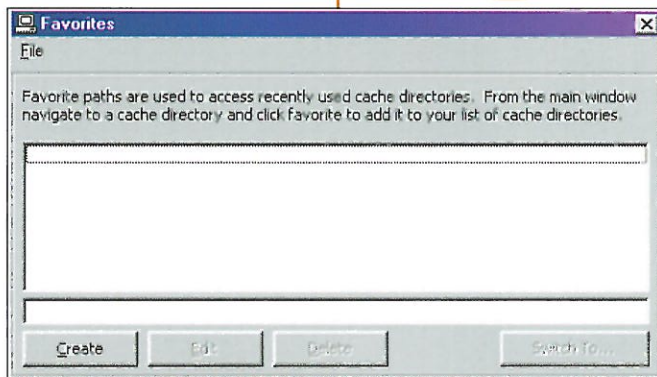 Favorites
File
Favorite paths are used to access recently used cache directories. From the main window
navigate to a cache directory and click favorite to add it to your list of cache directories.
Create Edit Delete Switch To...